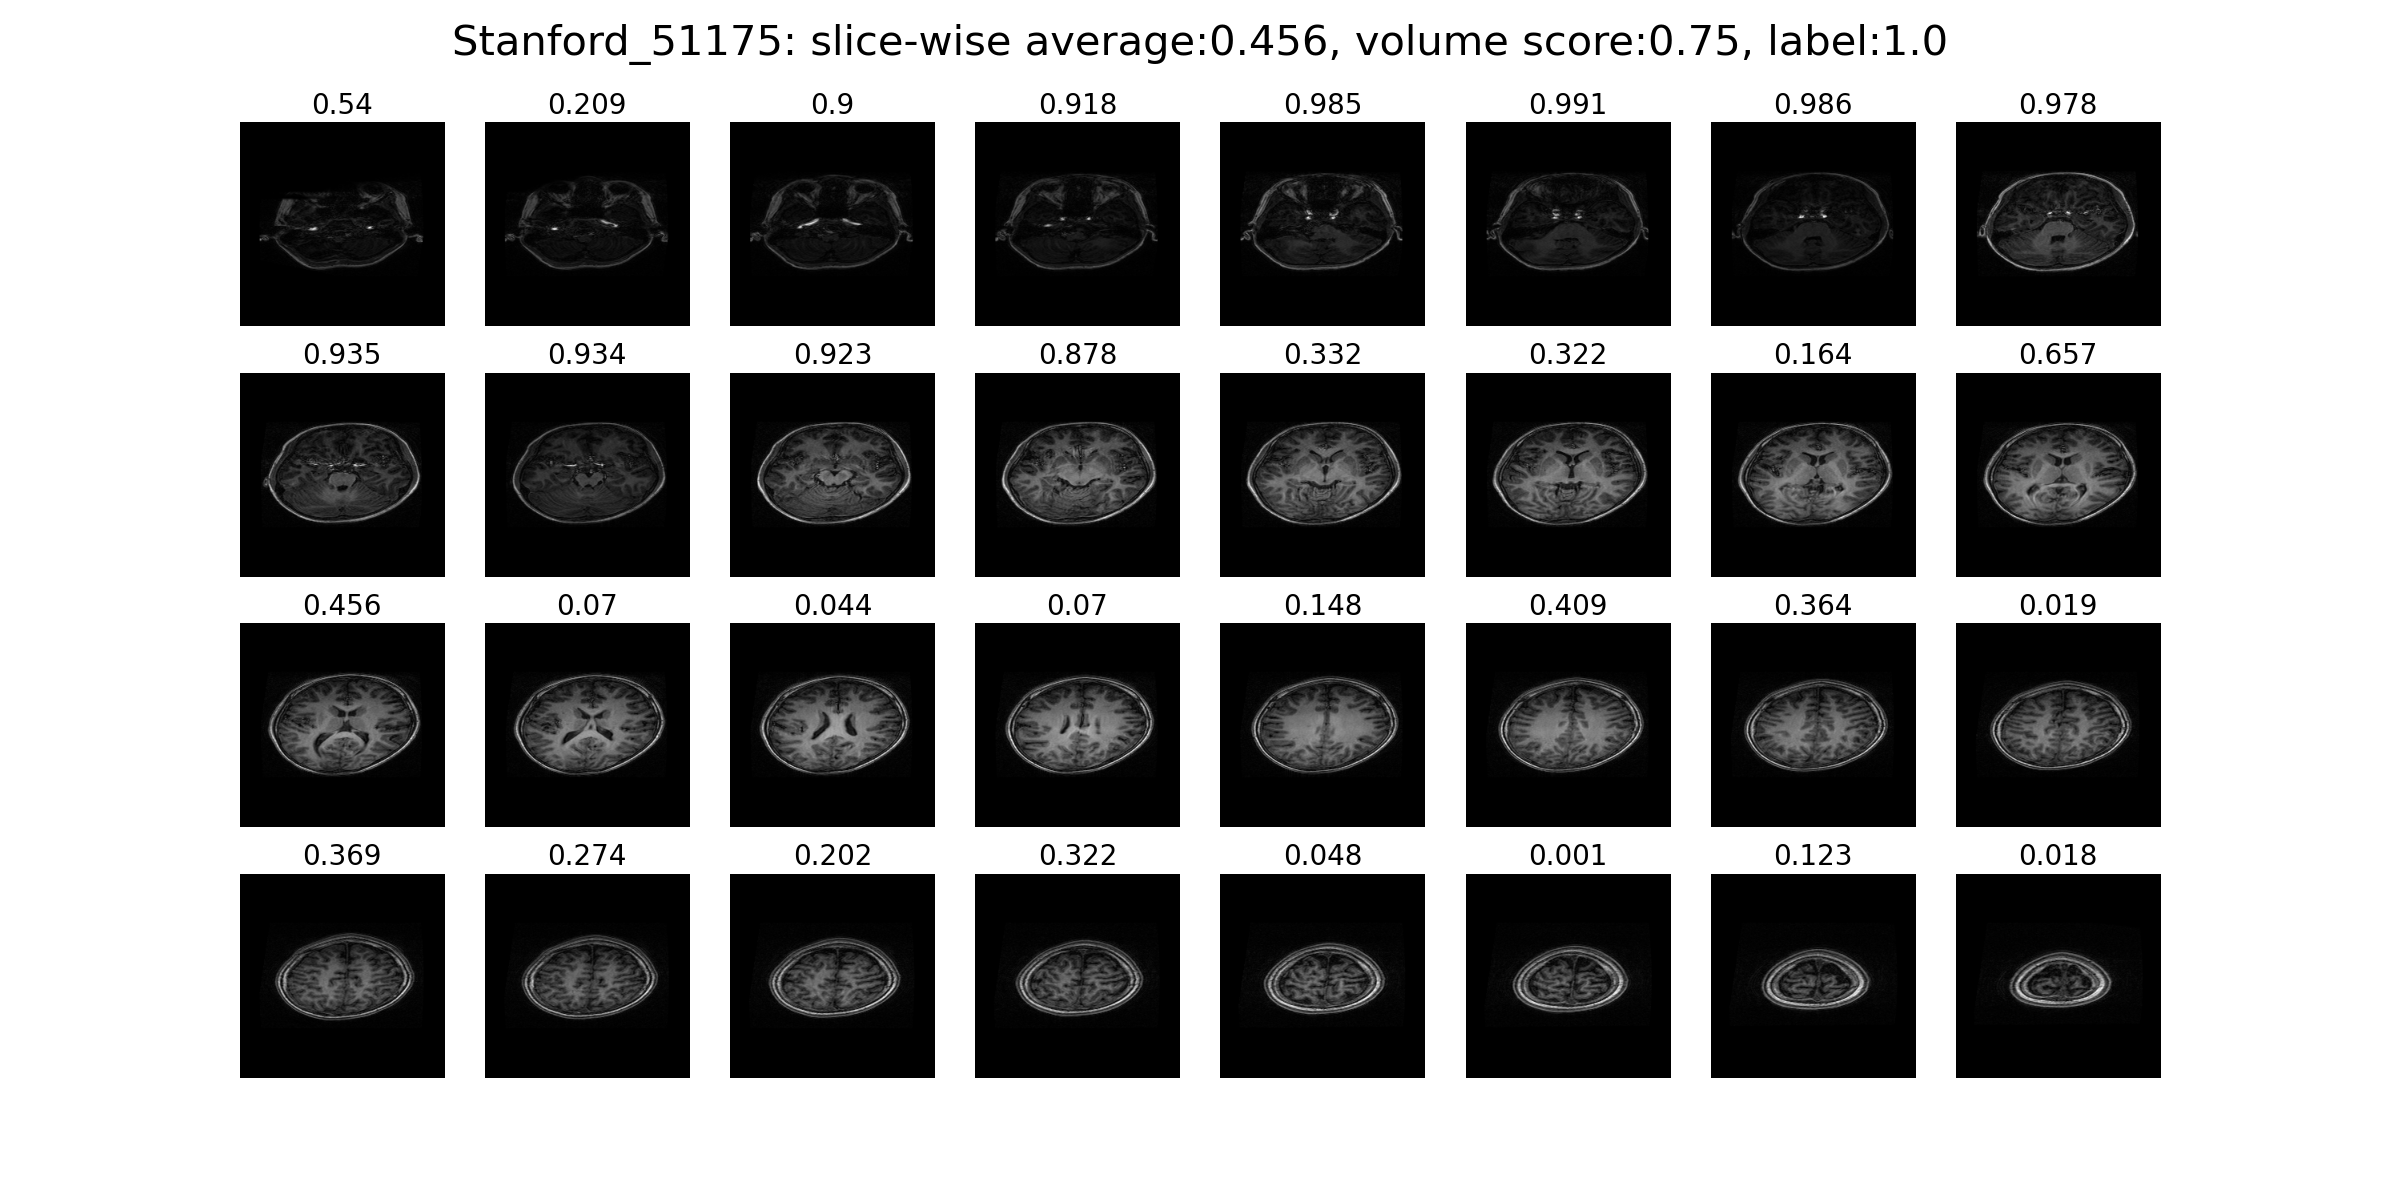 Stanford_51175: slice-wise average:0.456, volume score:0.75, label:1.0
0.54 0.209 0.9 0.918 0.985 0.991 0.986 0.978
0.935 0.934 0.923 0.878 0.332 0.322 0.164 0.657
0.456 0.07 0.044 0.07 0.148 0.409 0.364 0.019
0.369 0.274 0.202 0.322 0.048 0.001 0.123 0.018